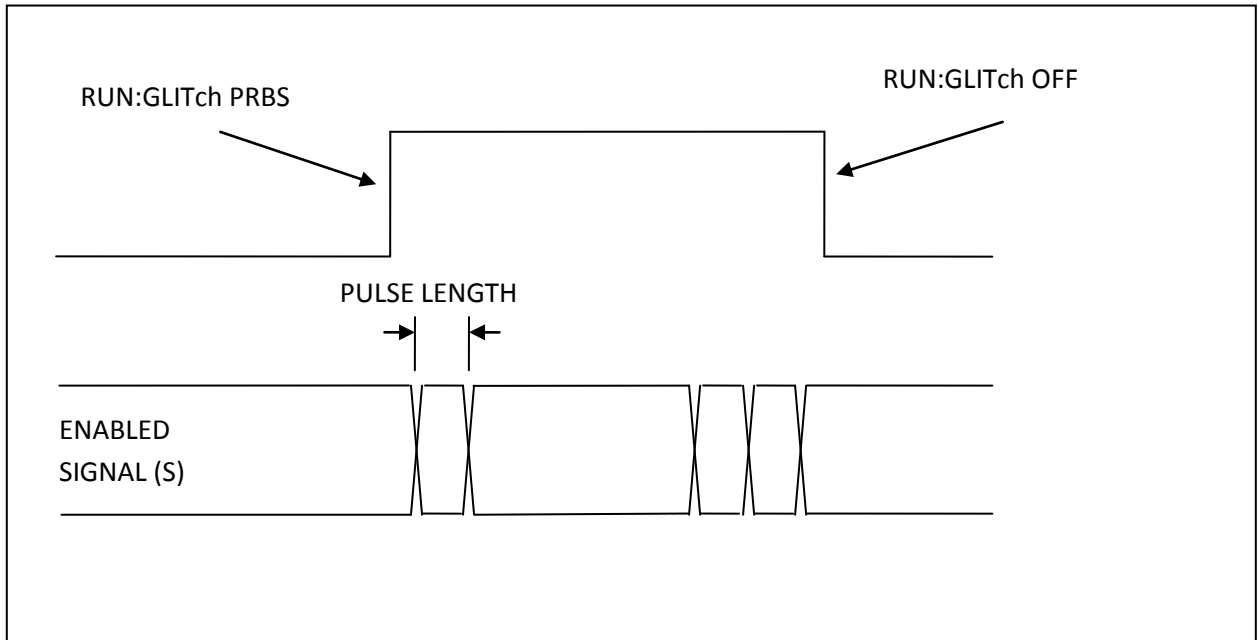 RUN:GLITch PRBS
RUN:GLITch OFF
PULSE LENGTH
ENABLED
SIGNAL (S)